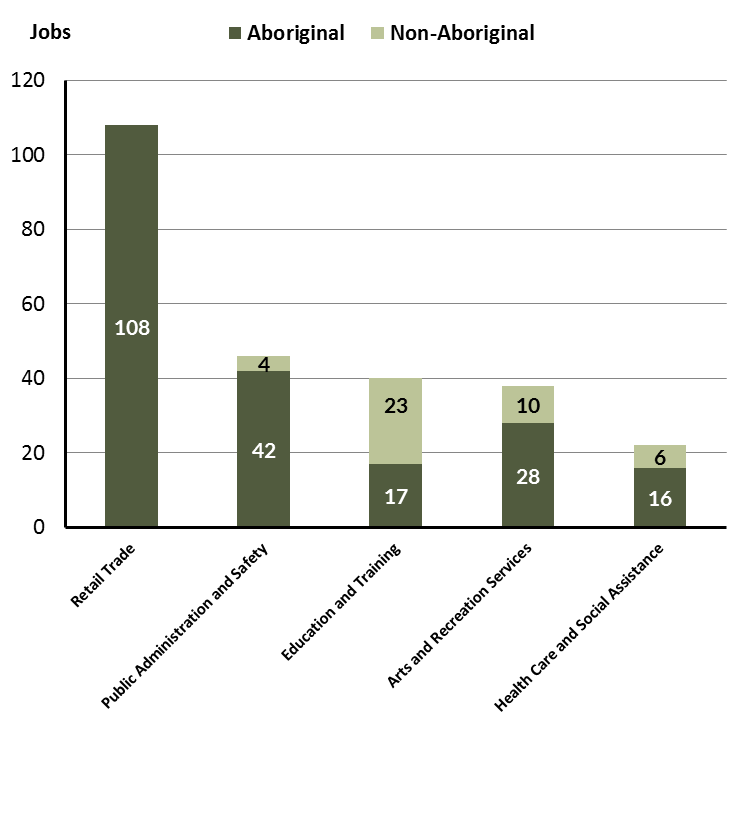 Jobs
Aboriginal Non-Aboriginal
120
100
80
60
40
20
0
108
4
42
23
17
10
28
6
16
Retail Trade
Public Administration and Safety
Education and Training
Arts and Recreation Services
Health Care and Social Assistance